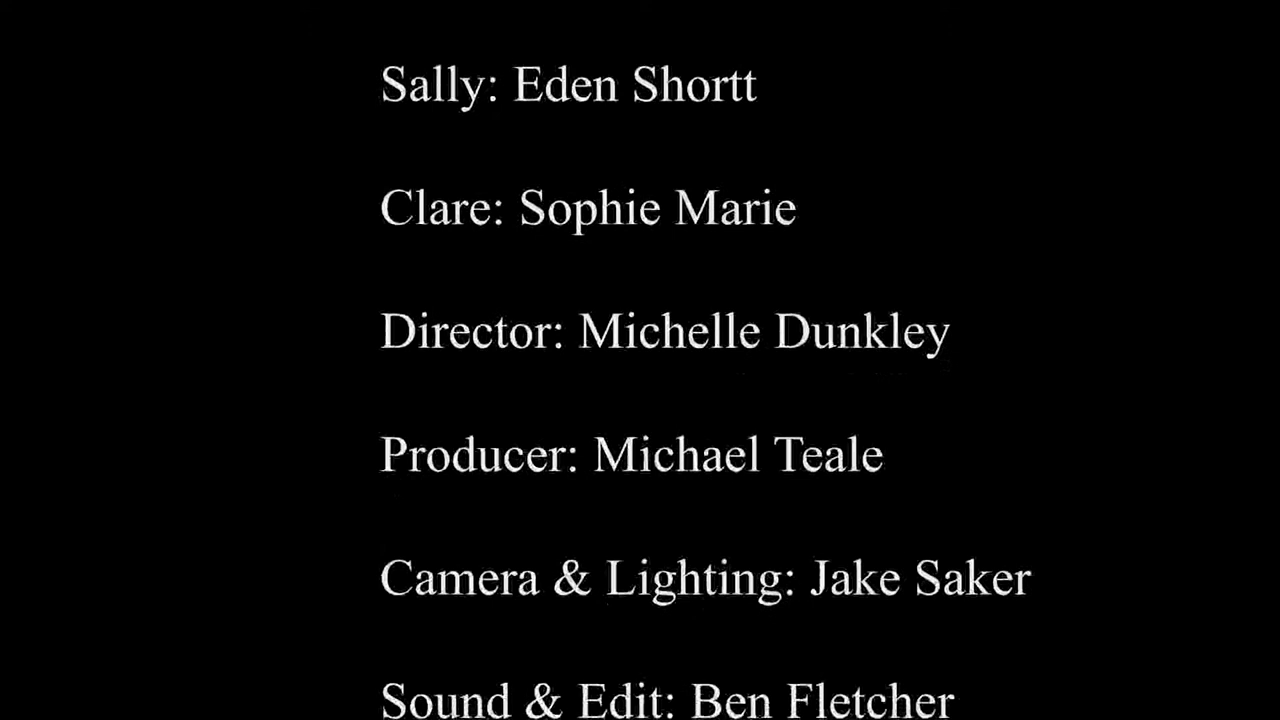 Sally: Eden Shortt
Clare: Sophie Marie
Director: Michelle Dunkley
Producer: Michael Teale
Camera & Lighting: Jake Saker
Sound & Edit: Ben Fletcher